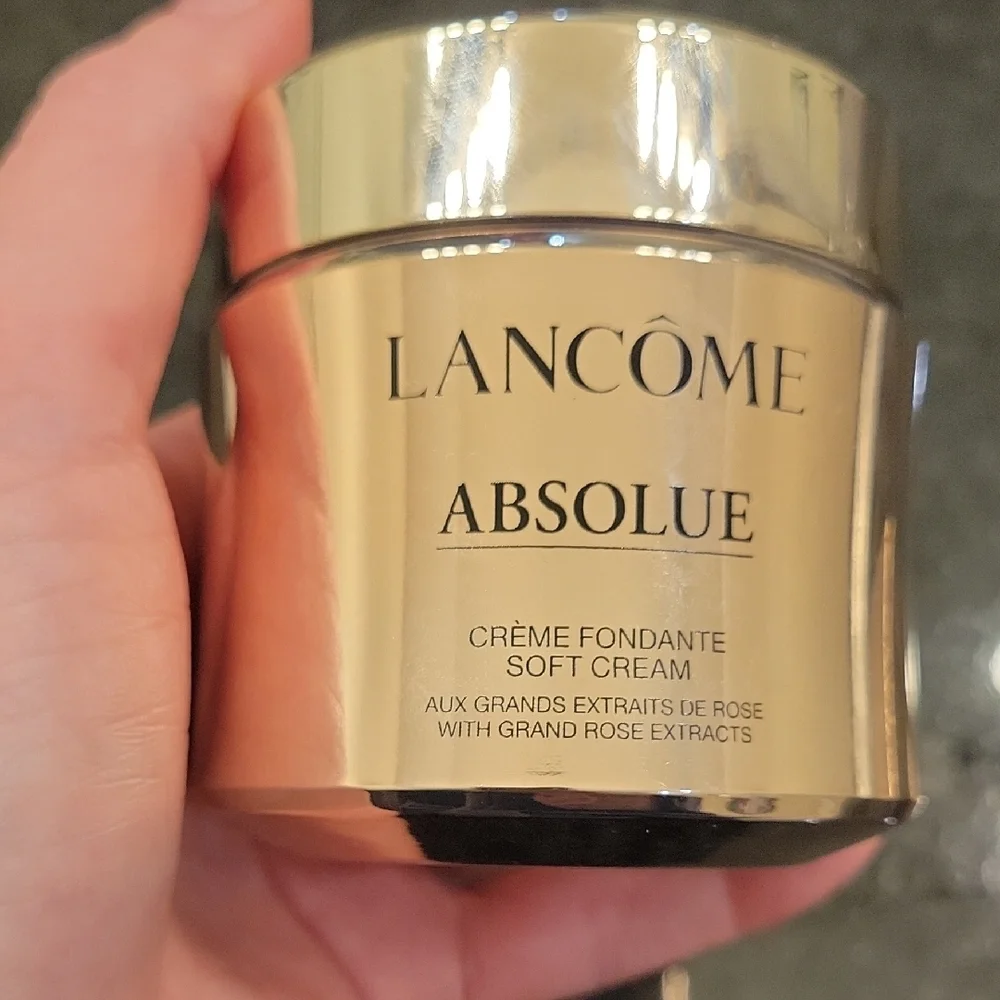 LANCÔME
ABSOLUE
CRÈME FONDANTE
SOFT CREAM
AUX GRANDS EXTRAITS DE ROSE
WITH GRAND ROSE EXTRACTS